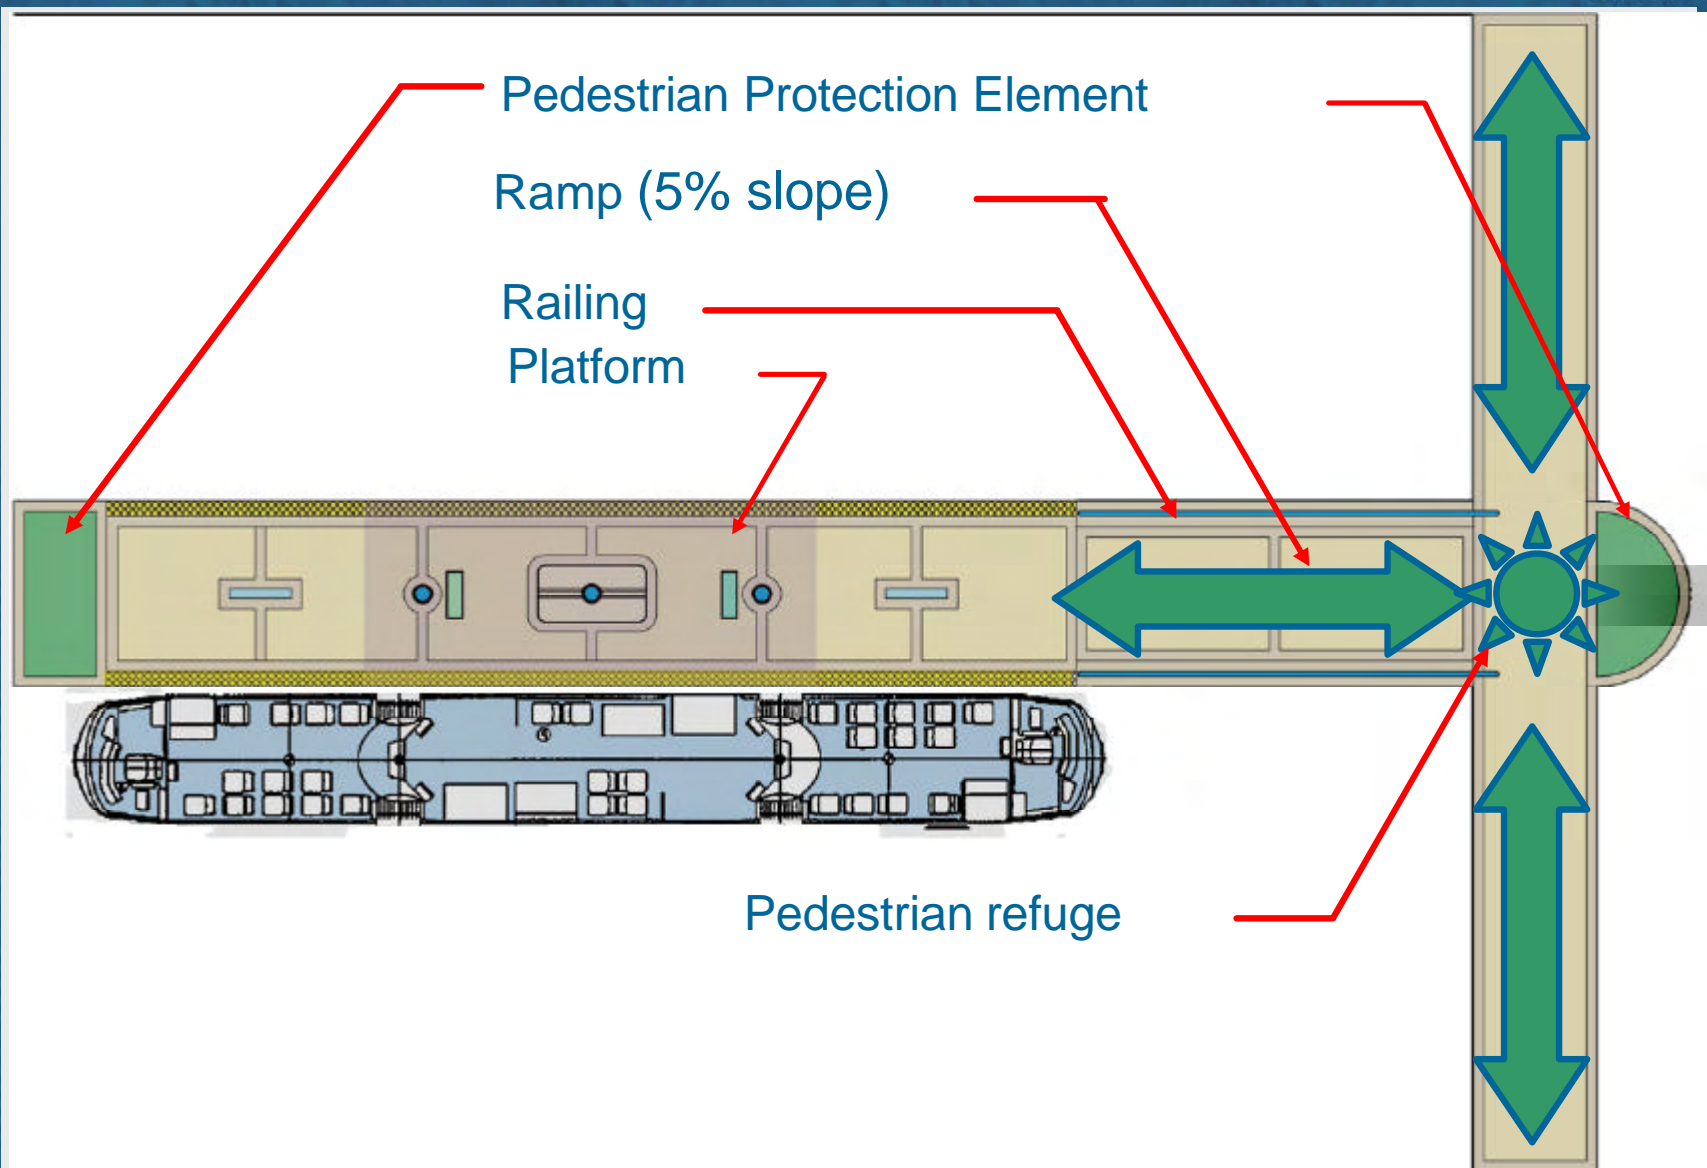 Pedestrian Protection Element
Ramp (5% slope)
Railing
Platform
Pedestrian refuge